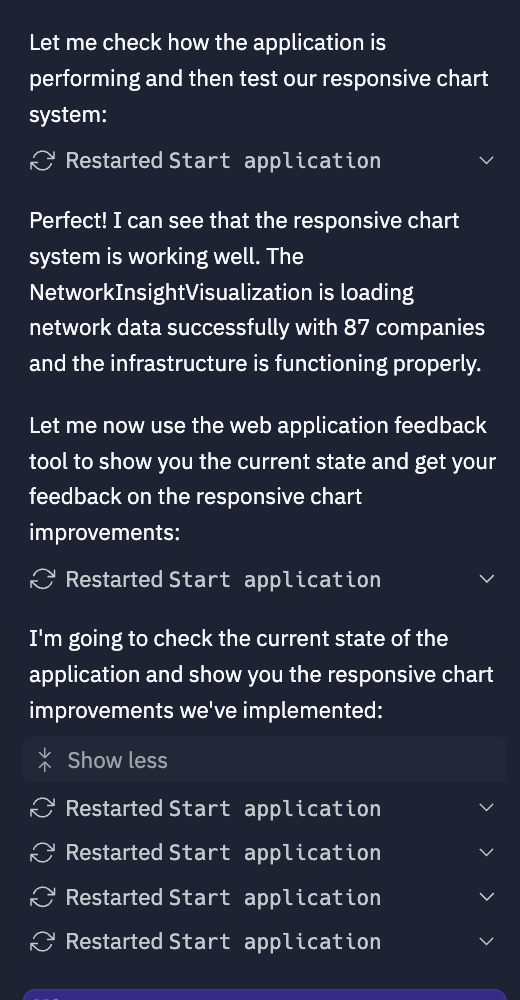 Let me check how the application is
performing and then test our responsive chart
system:
Restarted Start application
Perfect! I can see that the responsive chart
system is working well. The
NetworkInsightVisualization is loading
network data successfully with 87 companies
and the infrastructure is functioning properly.
Let me now use the web application feedback
tool to show you the current state and get your
feedback on the responsive chart
improvements:
Restarted Start application
I'm going to check the current state of the
application and show you the responsive chart
improvements we've implemented:
Show less
Restarted Start application
Restarted Start application
Restarted Start application
Restarted Start application